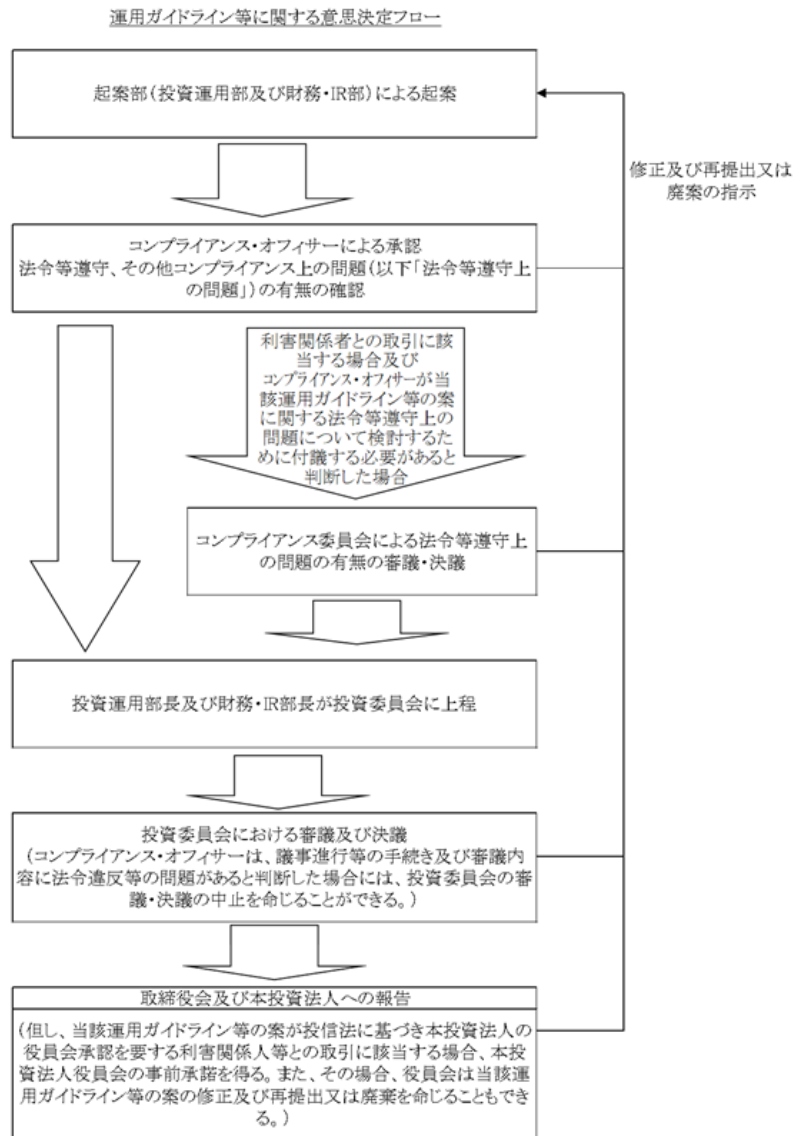 運用ガイドライン等に関する意思決定フロー
起案部(投資運用部及び財務・IR部)による起案
修正及び再提出又は
廃案の指示
コンプライアンス・オフィサーによる承認
法令等遵守、その他コンプライアンス上の問題(以下「法令等遵守上
の問題」)の有無の確認
利害関係者との取引に該
当する場合及び
コンプライアンス・オフィサーが当
該運用ガイドライン等の案
に関する法令等遵守上の
問題について検討するた
めに付議する必要があると
判断した場合
コンプライアンス委員会による法令等遵守上
の問題の有無の審議・決議
投資運用部長及び財務・IR部長が投資委員会に上程
投資委員会における審議及び決議
(コンプライアンス・オフィサーは、議事進行等の手続き及び審議内
容に法令違反等の問題があると判断した場合には、投資委員会の審
議・決議の中止を命じることができる。)
取締役会及び本投資法人への報告
(但し、当該運用ガイドライン等の案が投信法に基づき本投資法人の
役員会承認を要する利害関係人等との取引に該当する場合、本投
資法人役員会の事前承諾を得る。また、その場合、役員会は当該運
用ガイドライン等の案の修正及び再提出又は廃棄を命じることもでき
る。)